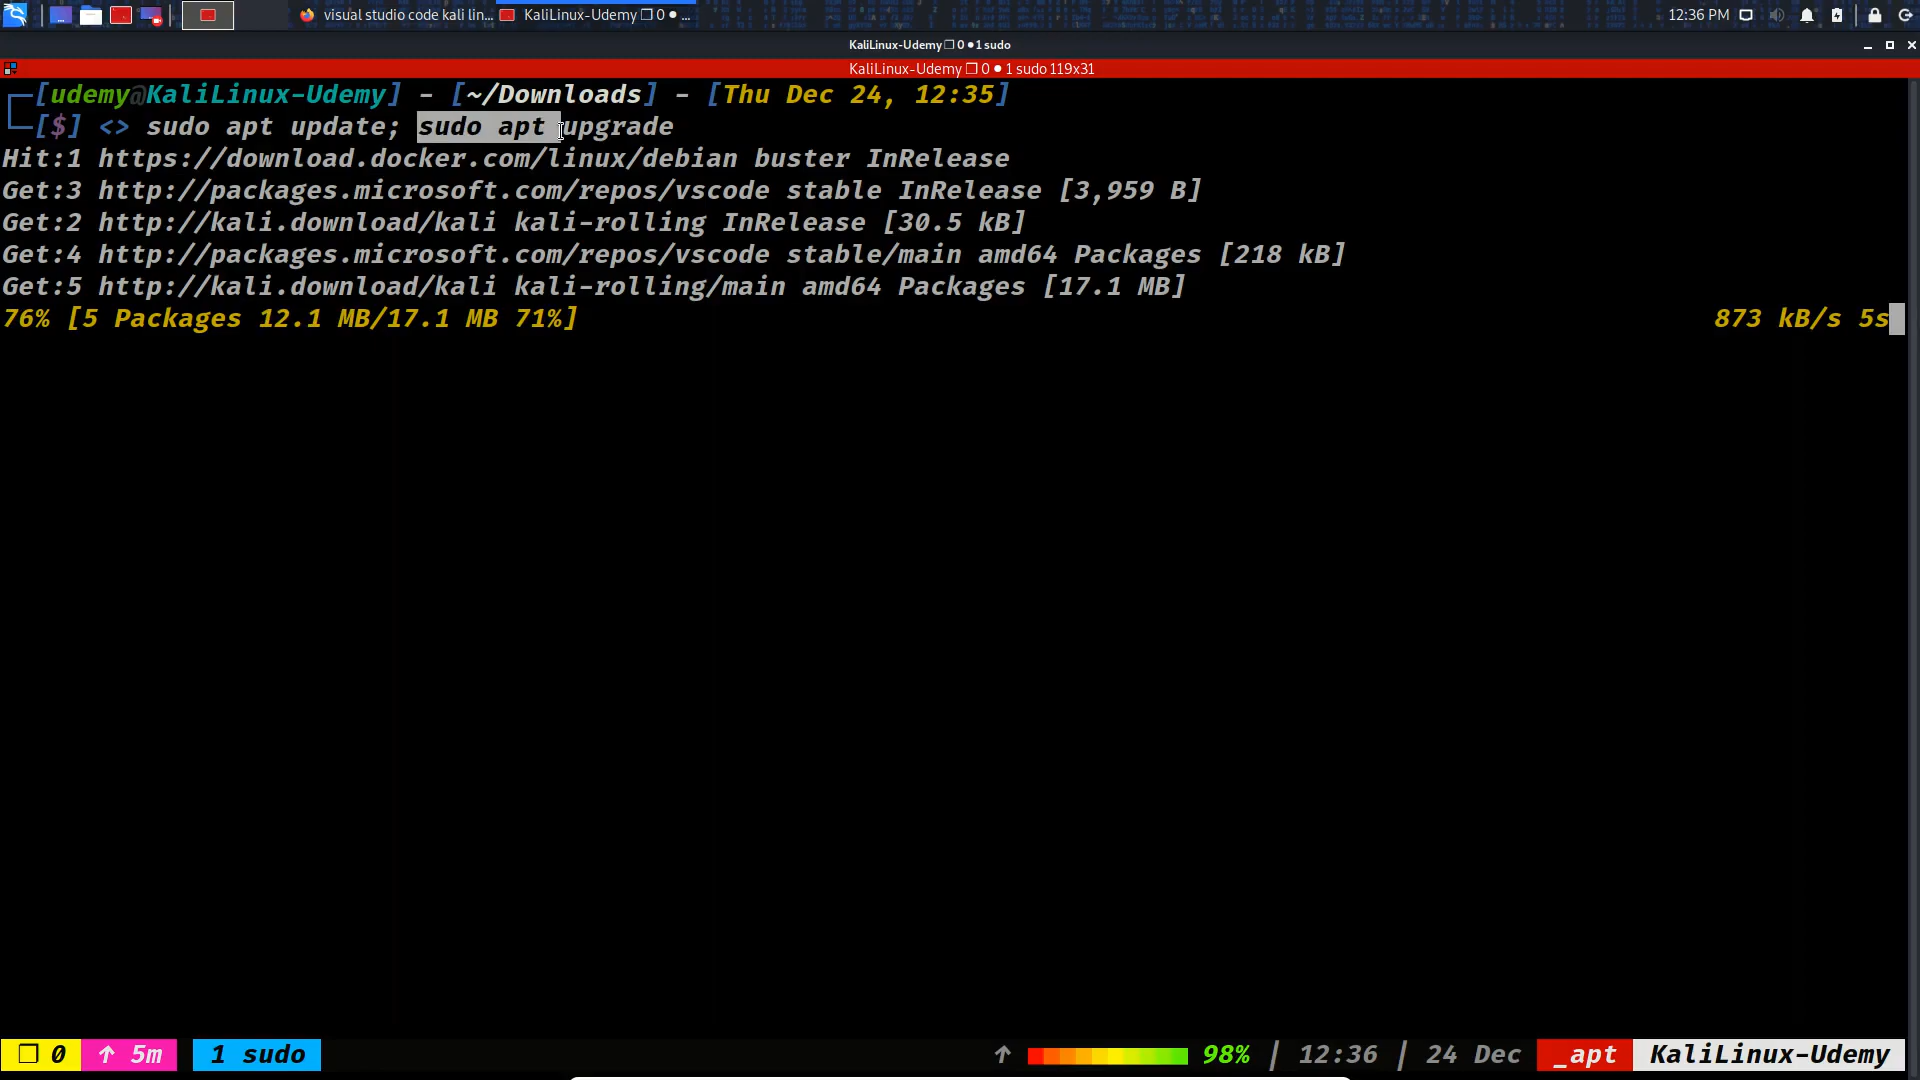 visual studio code kali lin...
KaliLinux-Udemy ❐ 0 ● ...
12:36 PM
KaliLinux-Udemy ❐ 0 ● 1 sudo
KaliLinux-Udemy ❐ 0 ● 1 sudo 119x31
[udemy@KaliLinux-Udemy] - [~/Downloads] - [Thu Dec 24, 12:35]
[$] <> sudo apt update; sudo apt upgrade
Hit:1 https://download.docker.com/linux/debian buster InRelease
Get:3 http://packages.microsoft.com/repos/vscode stable InRelease [3,959 B]
Get:2 http://kali.download/kali kali-rolling InRelease [30.5 kB]
Get:4 http://packages.microsoft.com/repos/vscode stable/main amd64 Packages [218 kB]
Get:5 http://kali.download/kali kali-rolling/main amd64 Packages [17.1 MB]
76% [5 Packages 12.1 MB/17.1 MB 71%] 873 kB/s 5s
❐ 0 ↑ 5m 1 sudo ↑ 98% | 12:36 | 24 Dec _apt KaliLinux-Udemy